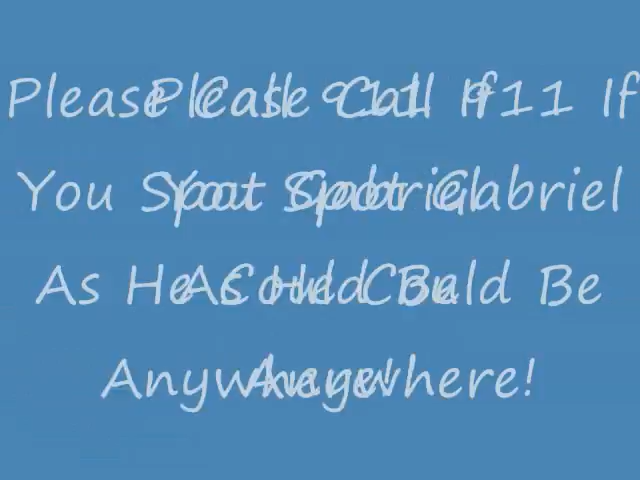 Please Call 911 If
You Spot Gabriel
As He Could Be
Anywhere!